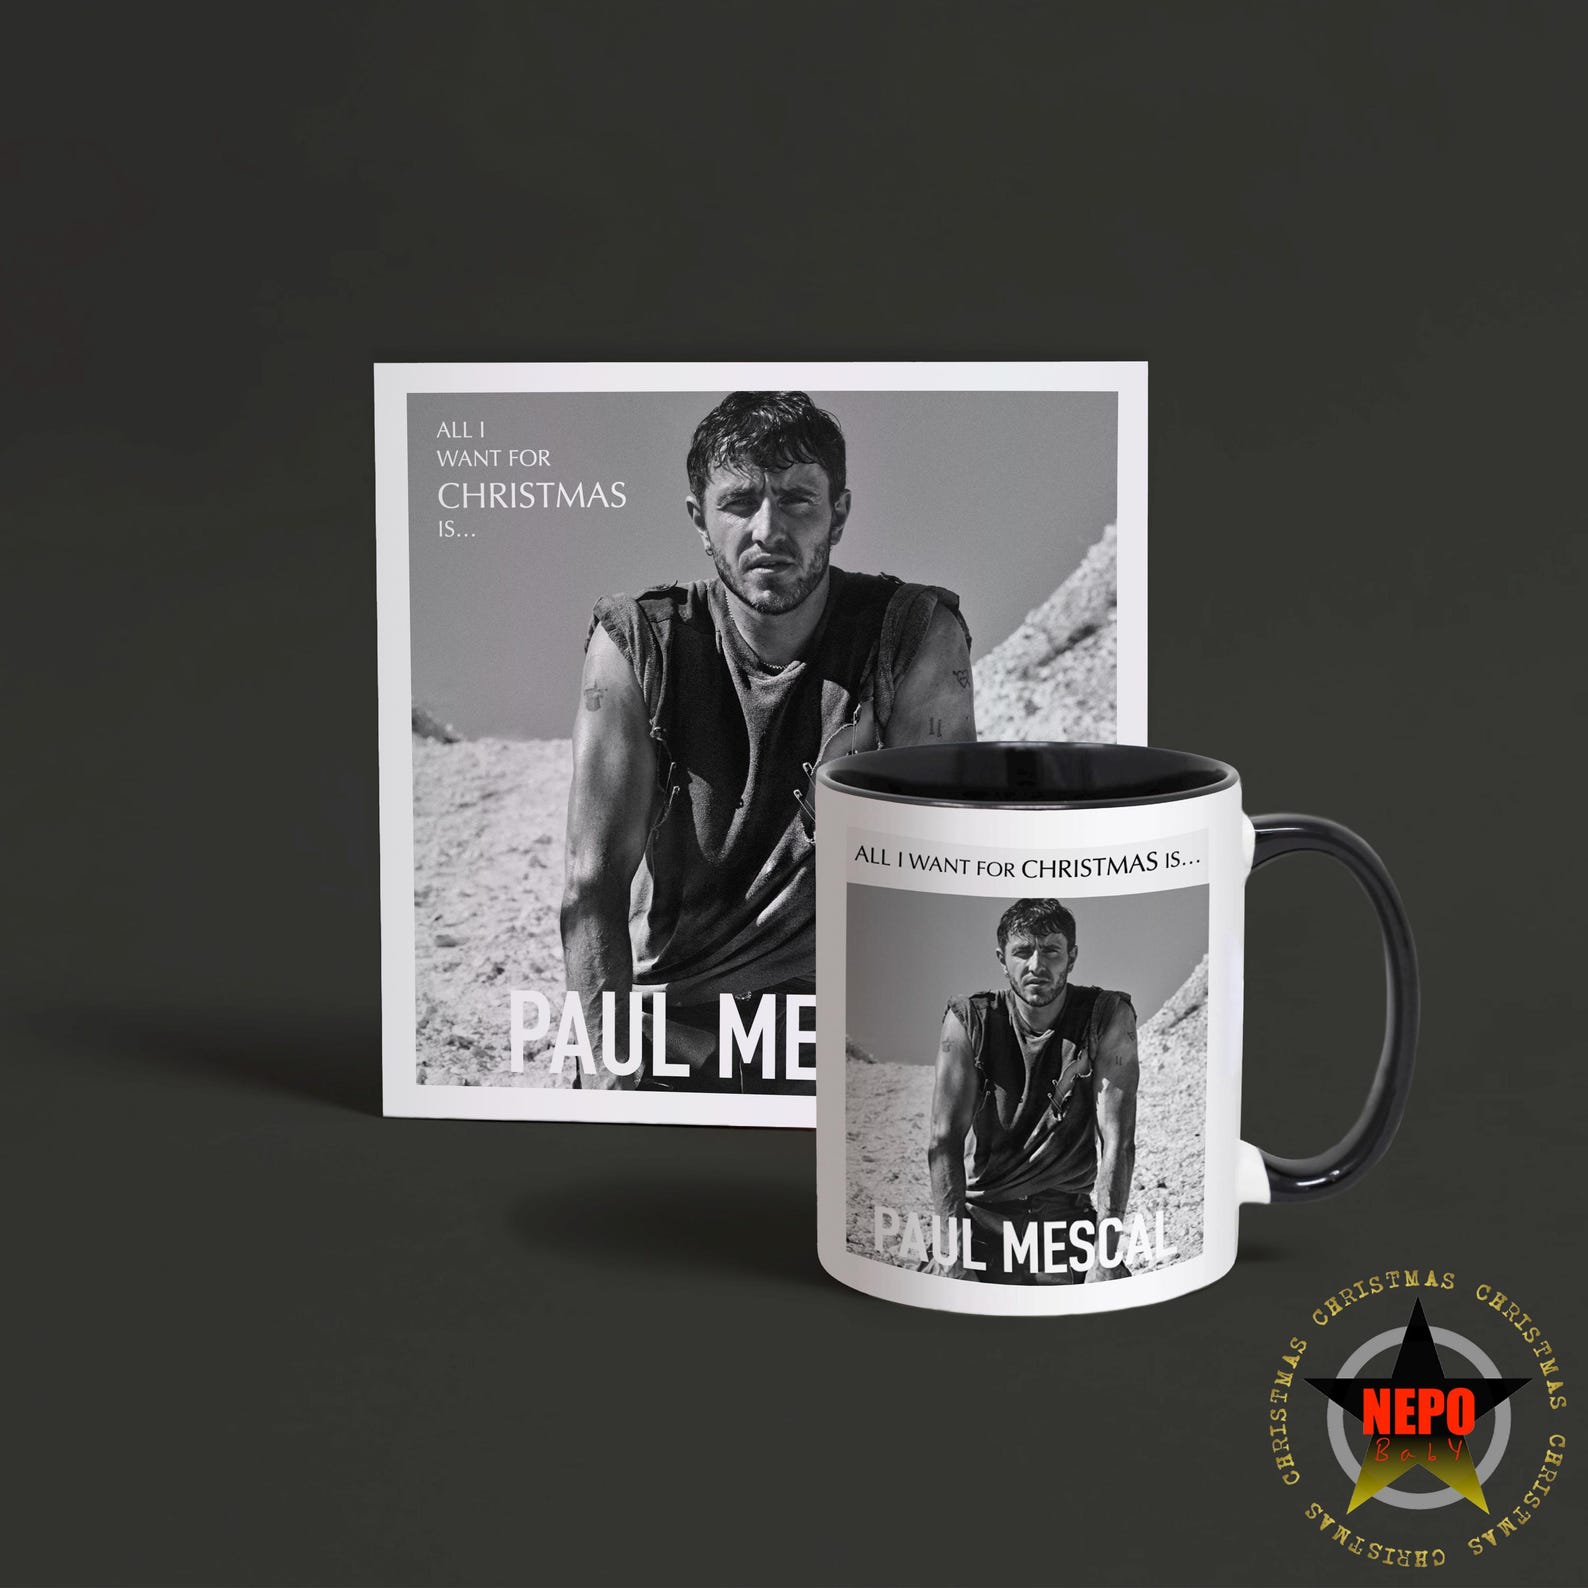 ALL I
WANT FOR
CHRISTMAS
IS...
PAUL ME
ALL I WANT FOR CHRISTMAS IS...
PAUL MESCAL
CHRISTMAS CHRISTMAS CHRISTMAS CHRISTMAS CHRISTMAS CHRISTMAS
NEPO
BabY